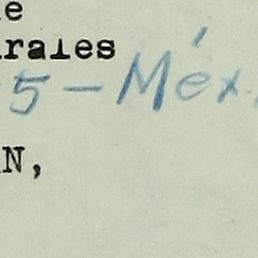 e
rales
5-Méx.
N,